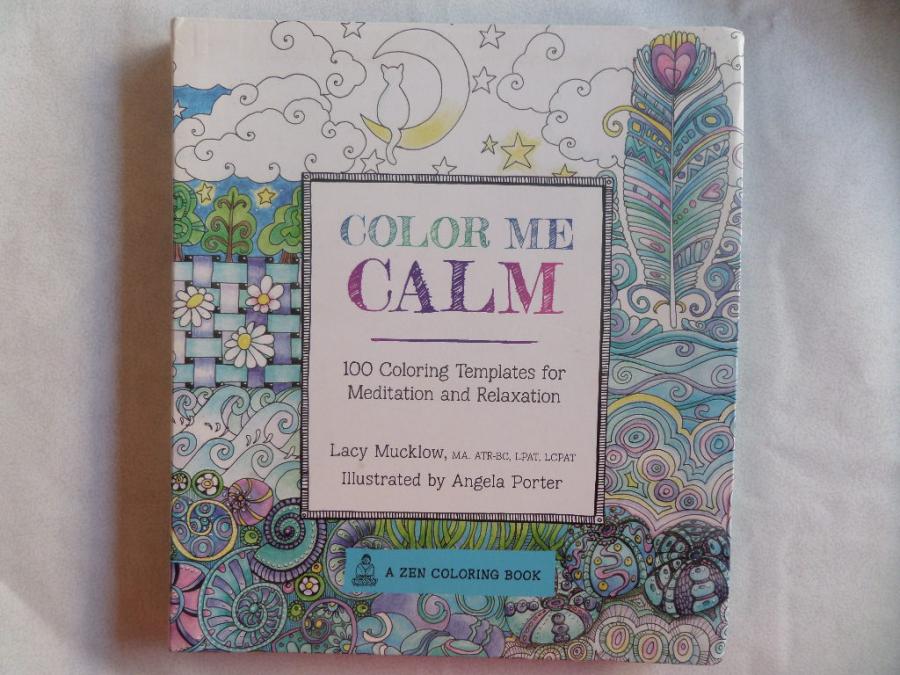 COLOR ME
CALM
100 Coloring Templates for
Meditation and Relaxation
Lacy Mucklow, MA, ATR-BC, LPAT, LCPAT
Illustrated by Angela Porter
A ZEN COLORING BOOK